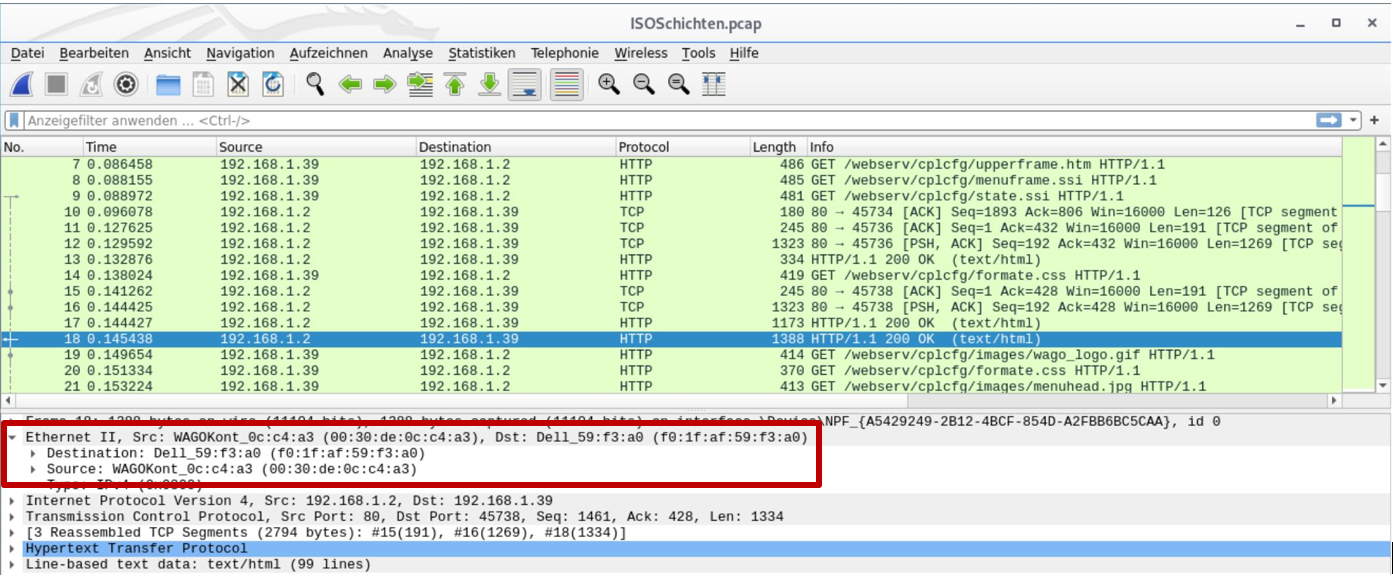 ISOSchichten.pcap
Datei Bearbeiten Ansicht Navigation Aufzeichnen Analyse Statistiken Telephonie Wireless Tools Hilfe
Anzeigefilter anwenden ... <Ctrl-/>
No. Time Source Destination Protocol Length Info
7 0.086458 192.168.1.39 192.168.1.2 HTTP 486 GET /webserv/cplcfg/upperframe.htm HTTP/1.1
8 0.088155 192.168.1.39 192.168.1.2 HTTP 485 GET /webserv/cplcfg/menuframe.ssi HTTP/1.1
9 0.088972 192.168.1.39 192.168.1.2 HTTP 481 GET /webserv/cplcfg/state.ssi HTTP/1.1
10 0.096078 192.168.1.2 192.168.1.39 TCP 180 80 → 45734 [ACK] Seq=1893 Ack=806 Win=16000 Len=126 [TCP segment
11 0.127625 192.168.1.2 192.168.1.39 TCP 245 80 → 45736 [ACK] Seq=1 Ack=432 Win=16000 Len=191 [TCP segment of
12 0.129592 192.168.1.2 192.168.1.39 TCP 1323 80 → 45736 [PSH, ACK] Seq=192 Ack=432 Win=16000 Len=1269 [TCP seg
13 0.132876 192.168.1.2 192.168.1.39 HTTP 334 HTTP/1.1 200 OK (text/html)
14 0.138024 192.168.1.39 192.168.1.2 HTTP 419 GET /webserv/cplcfg/formate.css HTTP/1.1
15 0.141262 192.168.1.2 192.168.1.39 TCP 245 80 → 45738 [ACK] Seq=1 Ack=428 Win=16000 Len=191 [TCP segment of
16 0.144425 192.168.1.2 192.168.1.39 TCP 1323 80 → 45738 [PSH, ACK] Seq=192 Ack=428 Win=16000 Len=1269 [TCP seg
17 0.144427 192.168.1.2 192.168.1.39 HTTP 1173 HTTP/1.1 200 OK (text/html)
18 0.145438 192.168.1.2 192.168.1.39 HTTP 1388 HTTP/1.1 200 OK (text/html)
19 0.149654 192.168.1.39 192.168.1.2 HTTP 414 GET /webserv/cplcfg/images/wago_logo.gif HTTP/1.1
20 0.151334 192.168.1.39 192.168.1.2 HTTP 370 GET /webserv/cplcfg/formate.css HTTP/1.1
21 0.153224 192.168.1.39 192.168.1.2 HTTP 413 GET /webserv/cplcfg/images/menuhead.jpg HTTP/1.1
Frame 18: 1388 bytes on wire (11104 bits), 1388 bytes captured (11104 bits) on interface \Device\NPF_{A5429249-2B12-4BCF-854D-A2FBB6BC5CAA}, id 0
Ethernet II, Src: WAGOKont_0c:c4:a3 (00:30:de:0c:c4:a3), Dst: Dell_59:f3:a0 (f0:1f:af:59:f3:a0)
Destination: Dell_59:f3:a0 (f0:1f:af:59:f3:a0)
Source: WAGOKont_0c:c4:a3 (00:30:de:0c:c4:a3)
Type: IPv4 (0x0800)
Internet Protocol Version 4, Src: 192.168.1.2, Dst: 192.168.1.39
Transmission Control Protocol, Src Port: 80, Dst Port: 45738, Seq: 1461, Ack: 428, Len: 1334
[3 Reassembled TCP Segments (2794 bytes): #15(191), #16(1269), #18(1334)]
Hypertext Transfer Protocol
Line-based text data: text/html (99 lines)